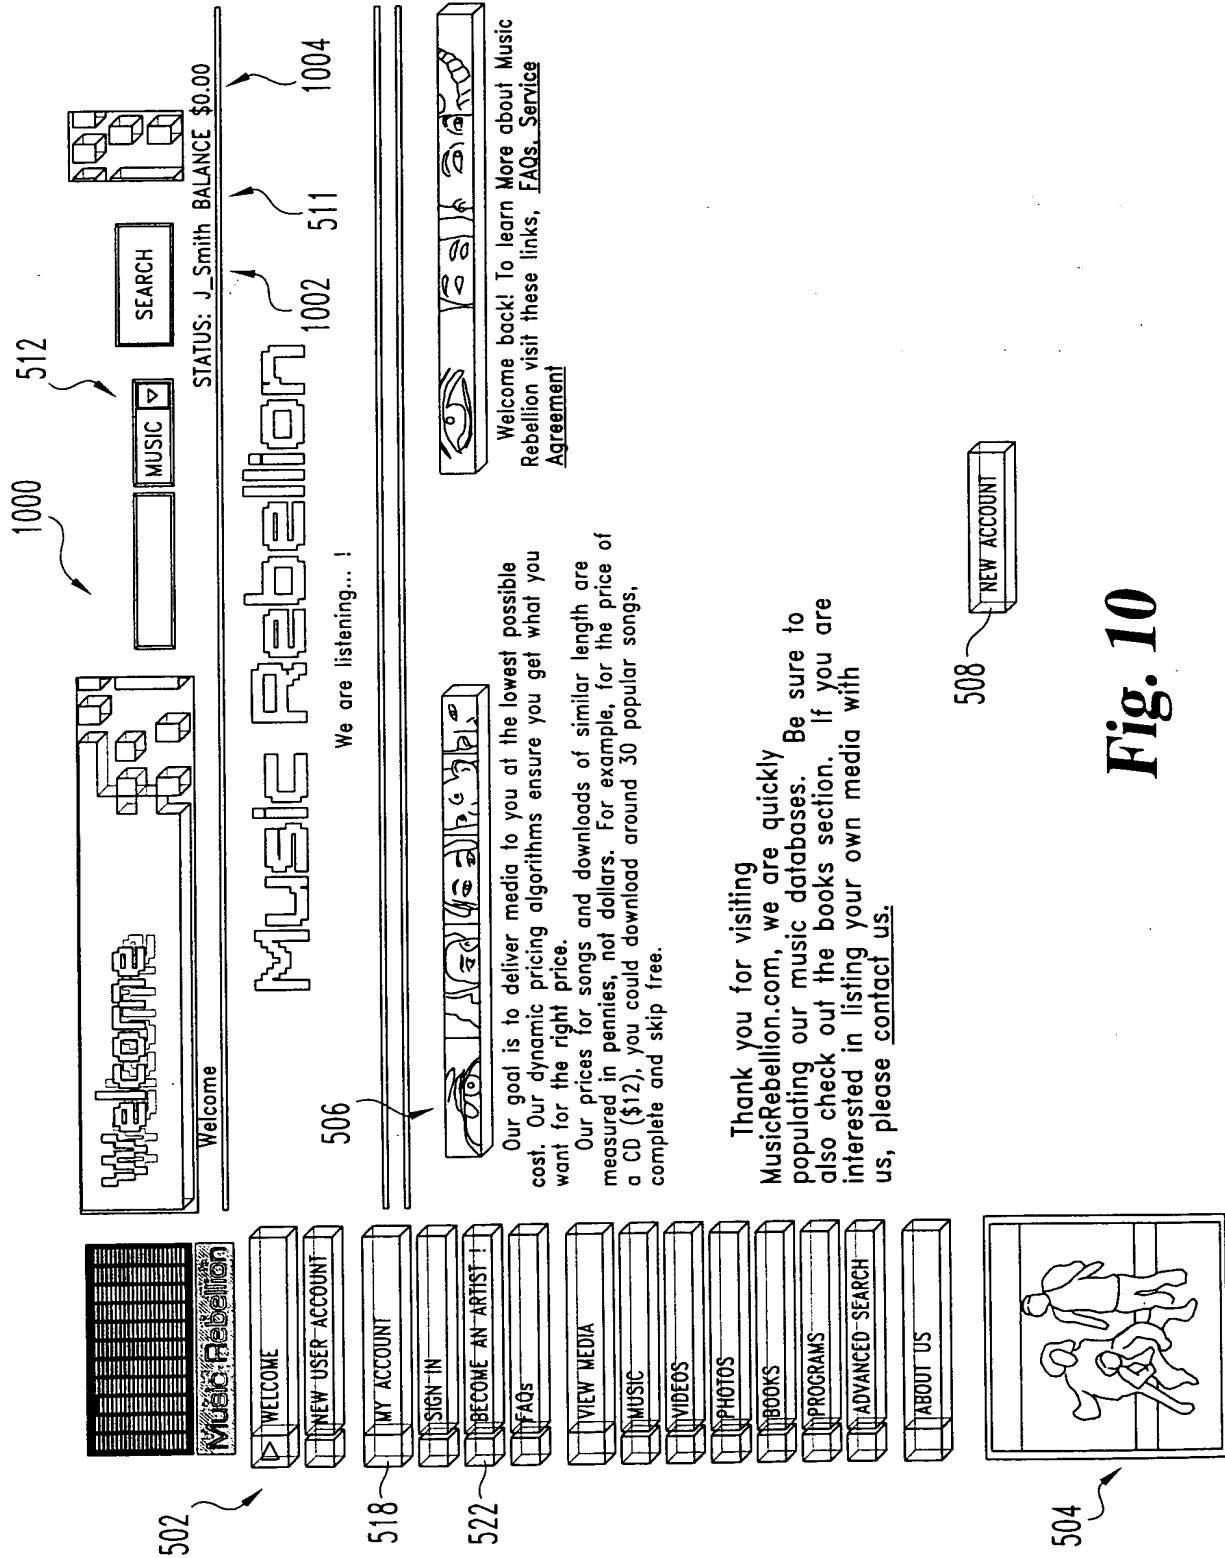 1000
512
welcome
MUSIC
SEARCH
Music Rebellion
Welcome
STATUS: J_Smith BALANCE $0.00
502
WELCOME
NEW USER ACCOUNT
518
MY ACCOUNT
SIGN IN
522
BECOME AN ARTIST !
FAQs
VIEW MEDIA
MUSIC
VIDEOS
PHOTOS
BOOKS
PROGRAMS
ADVANCED SEARCH
ABOUT US
504
Music Rebellion
1002
511
1004
We are listening... !
506
Our goal is to deliver media to you at the lowest possible
cost. Our dynamic pricing algorithms ensure you get what you
want for the right price.
Our prices for songs and downloads of similar length are
measured in pennies, not dollars. For example, for the price of
a CD ($12), you could download around 30 popular songs,
complete and skip free.
Welcome back! To learn More about Music
Rebellion visit these links, FAQs, Service
Agreement
Thank you for visiting
MusicRebellion.com, we are quickly
populating our music databases. Be sure to
also check out the books section. If you are
interested in listing your own media with
us, please contact us.
508
NEW ACCOUNT
Fig. 10